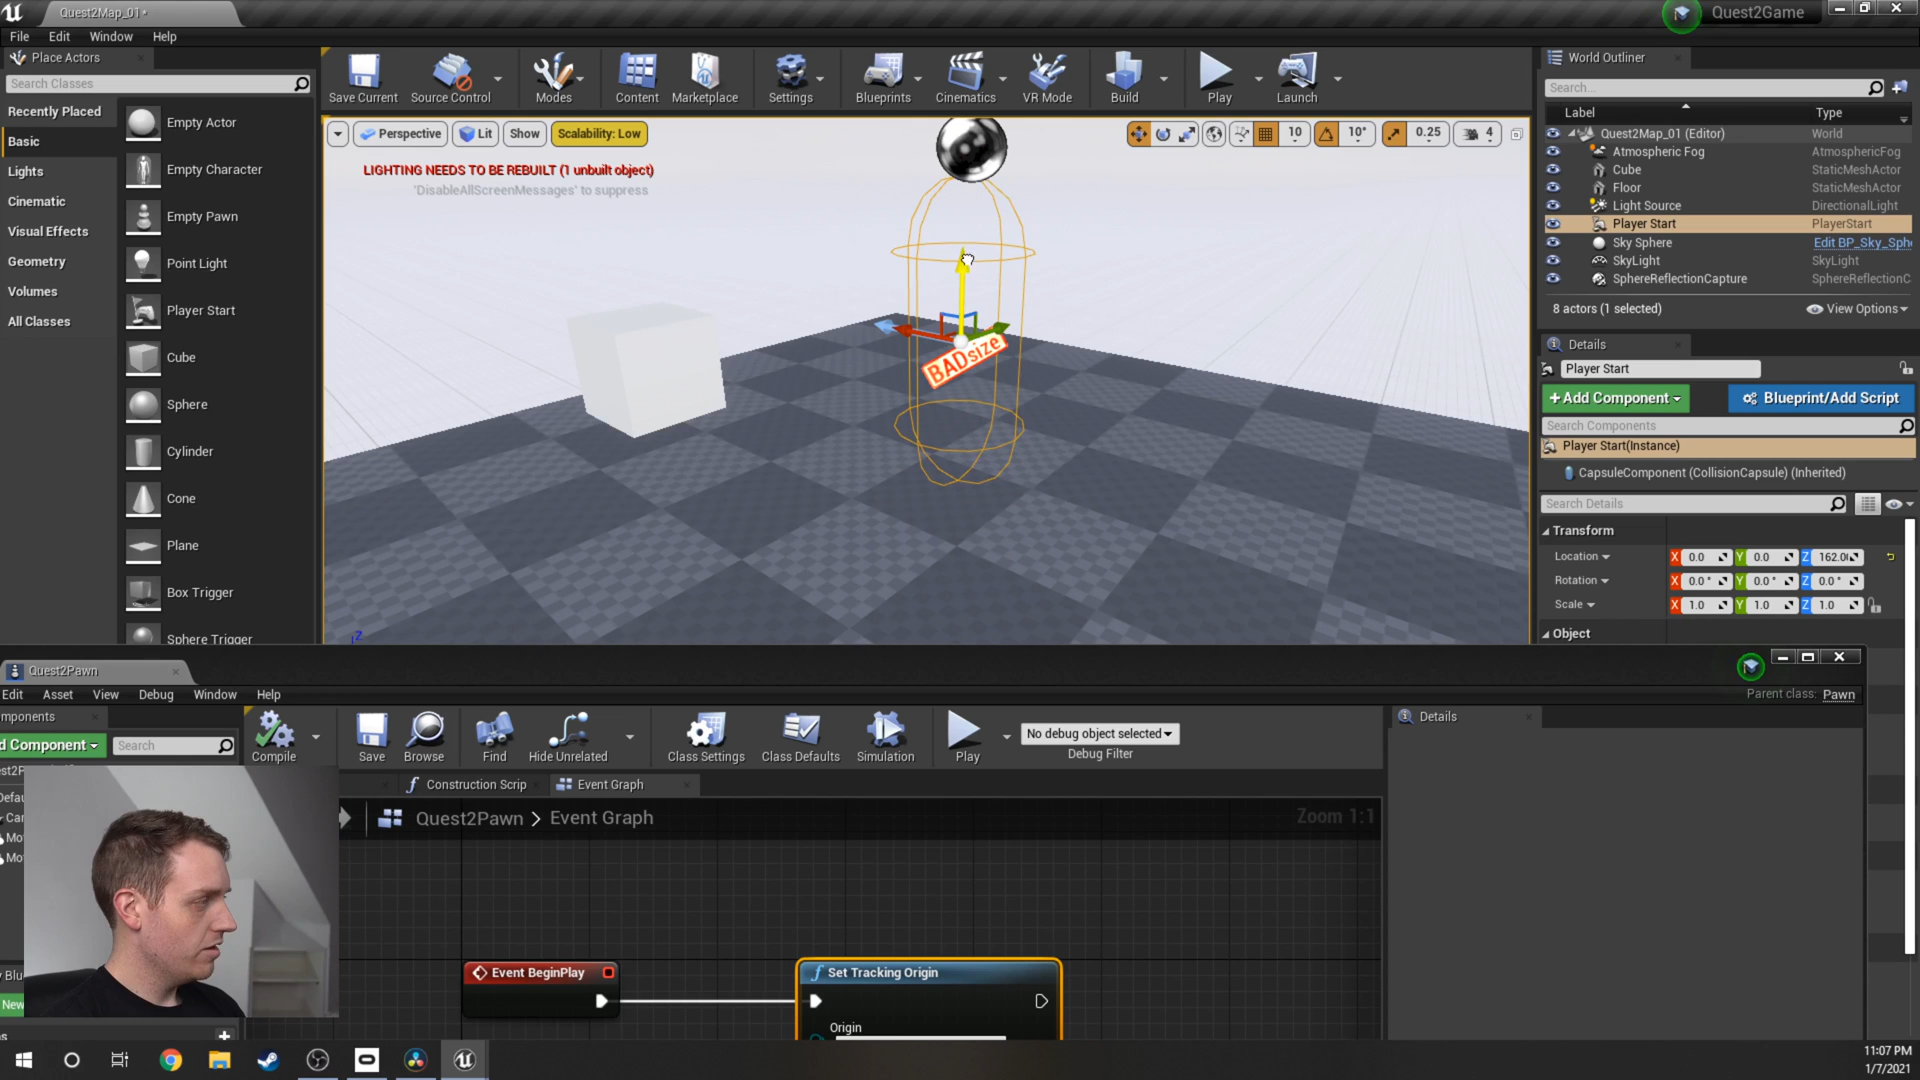 Quest2Map_01*
Quest2Game
File Edit Window Help
Place Actors
Search Classes
Recently Placed
Basic
Lights
Cinematic
Visual Effects
Geometry
Volumes
All Classes
Empty Actor
Empty Character
Empty Pawn
Point Light
Player Start
Cube
Sphere
Cylinder
Cone
Plane
Box Trigger
Sphere Trigger
Save Current Source Control Modes Content Marketplace Settings Blueprints Cinematics VR Mode Build Play Launch
Perspective Lit Show Scalability: Low
10 10° 0.25 4
LIGHTING NEEDS TO BE REBUILT (1 unbuilt object)
'DisableAllScreenMessages' to suppress
BADsize
Z
World Outliner
Search...
Label Type
Quest2Map_01 (Editor) World
Atmospheric Fog AtmosphericFog
Cube StaticMeshActor
Floor StaticMeshActor
Light Source DirectionalLight
Player Start PlayerStart
Sky Sphere Edit BP_Sky_Sph
SkyLight SkyLight
SphereReflectionCapture SphereReflectionC
8 actors (1 selected) View Options
Details
Player Start
+Add Component Blueprint/Add Script
Search Components
Player Start(Instance)
CapsuleComponent (CollisionCapsule) (Inherited)
Search Details
Transform
Location X 0.0 Y 0.0 Z 162.0
Rotation X 0.0° Y 0.0° Z 0.0°
Scale X 1.0 Y 1.0 Z 1.0
Object
Quest2Pawn
Edit Asset View Debug Window Help
Parent class: Pawn
mponents
d Component Search
Compile Save Browse Find Hide Unrelated Class Settings Class Defaults Simulation Play
No debug object selected
Debug Filter
Details
Construction Scrip Event Graph
Quest2Pawn > Event Graph
Zoom 1:1
est2P
Defau
Car
Mo
Mo
y Blu
New
s
Event BeginPlay
f Set Tracking Origin
Origin
11:07 PM
1/7/2021